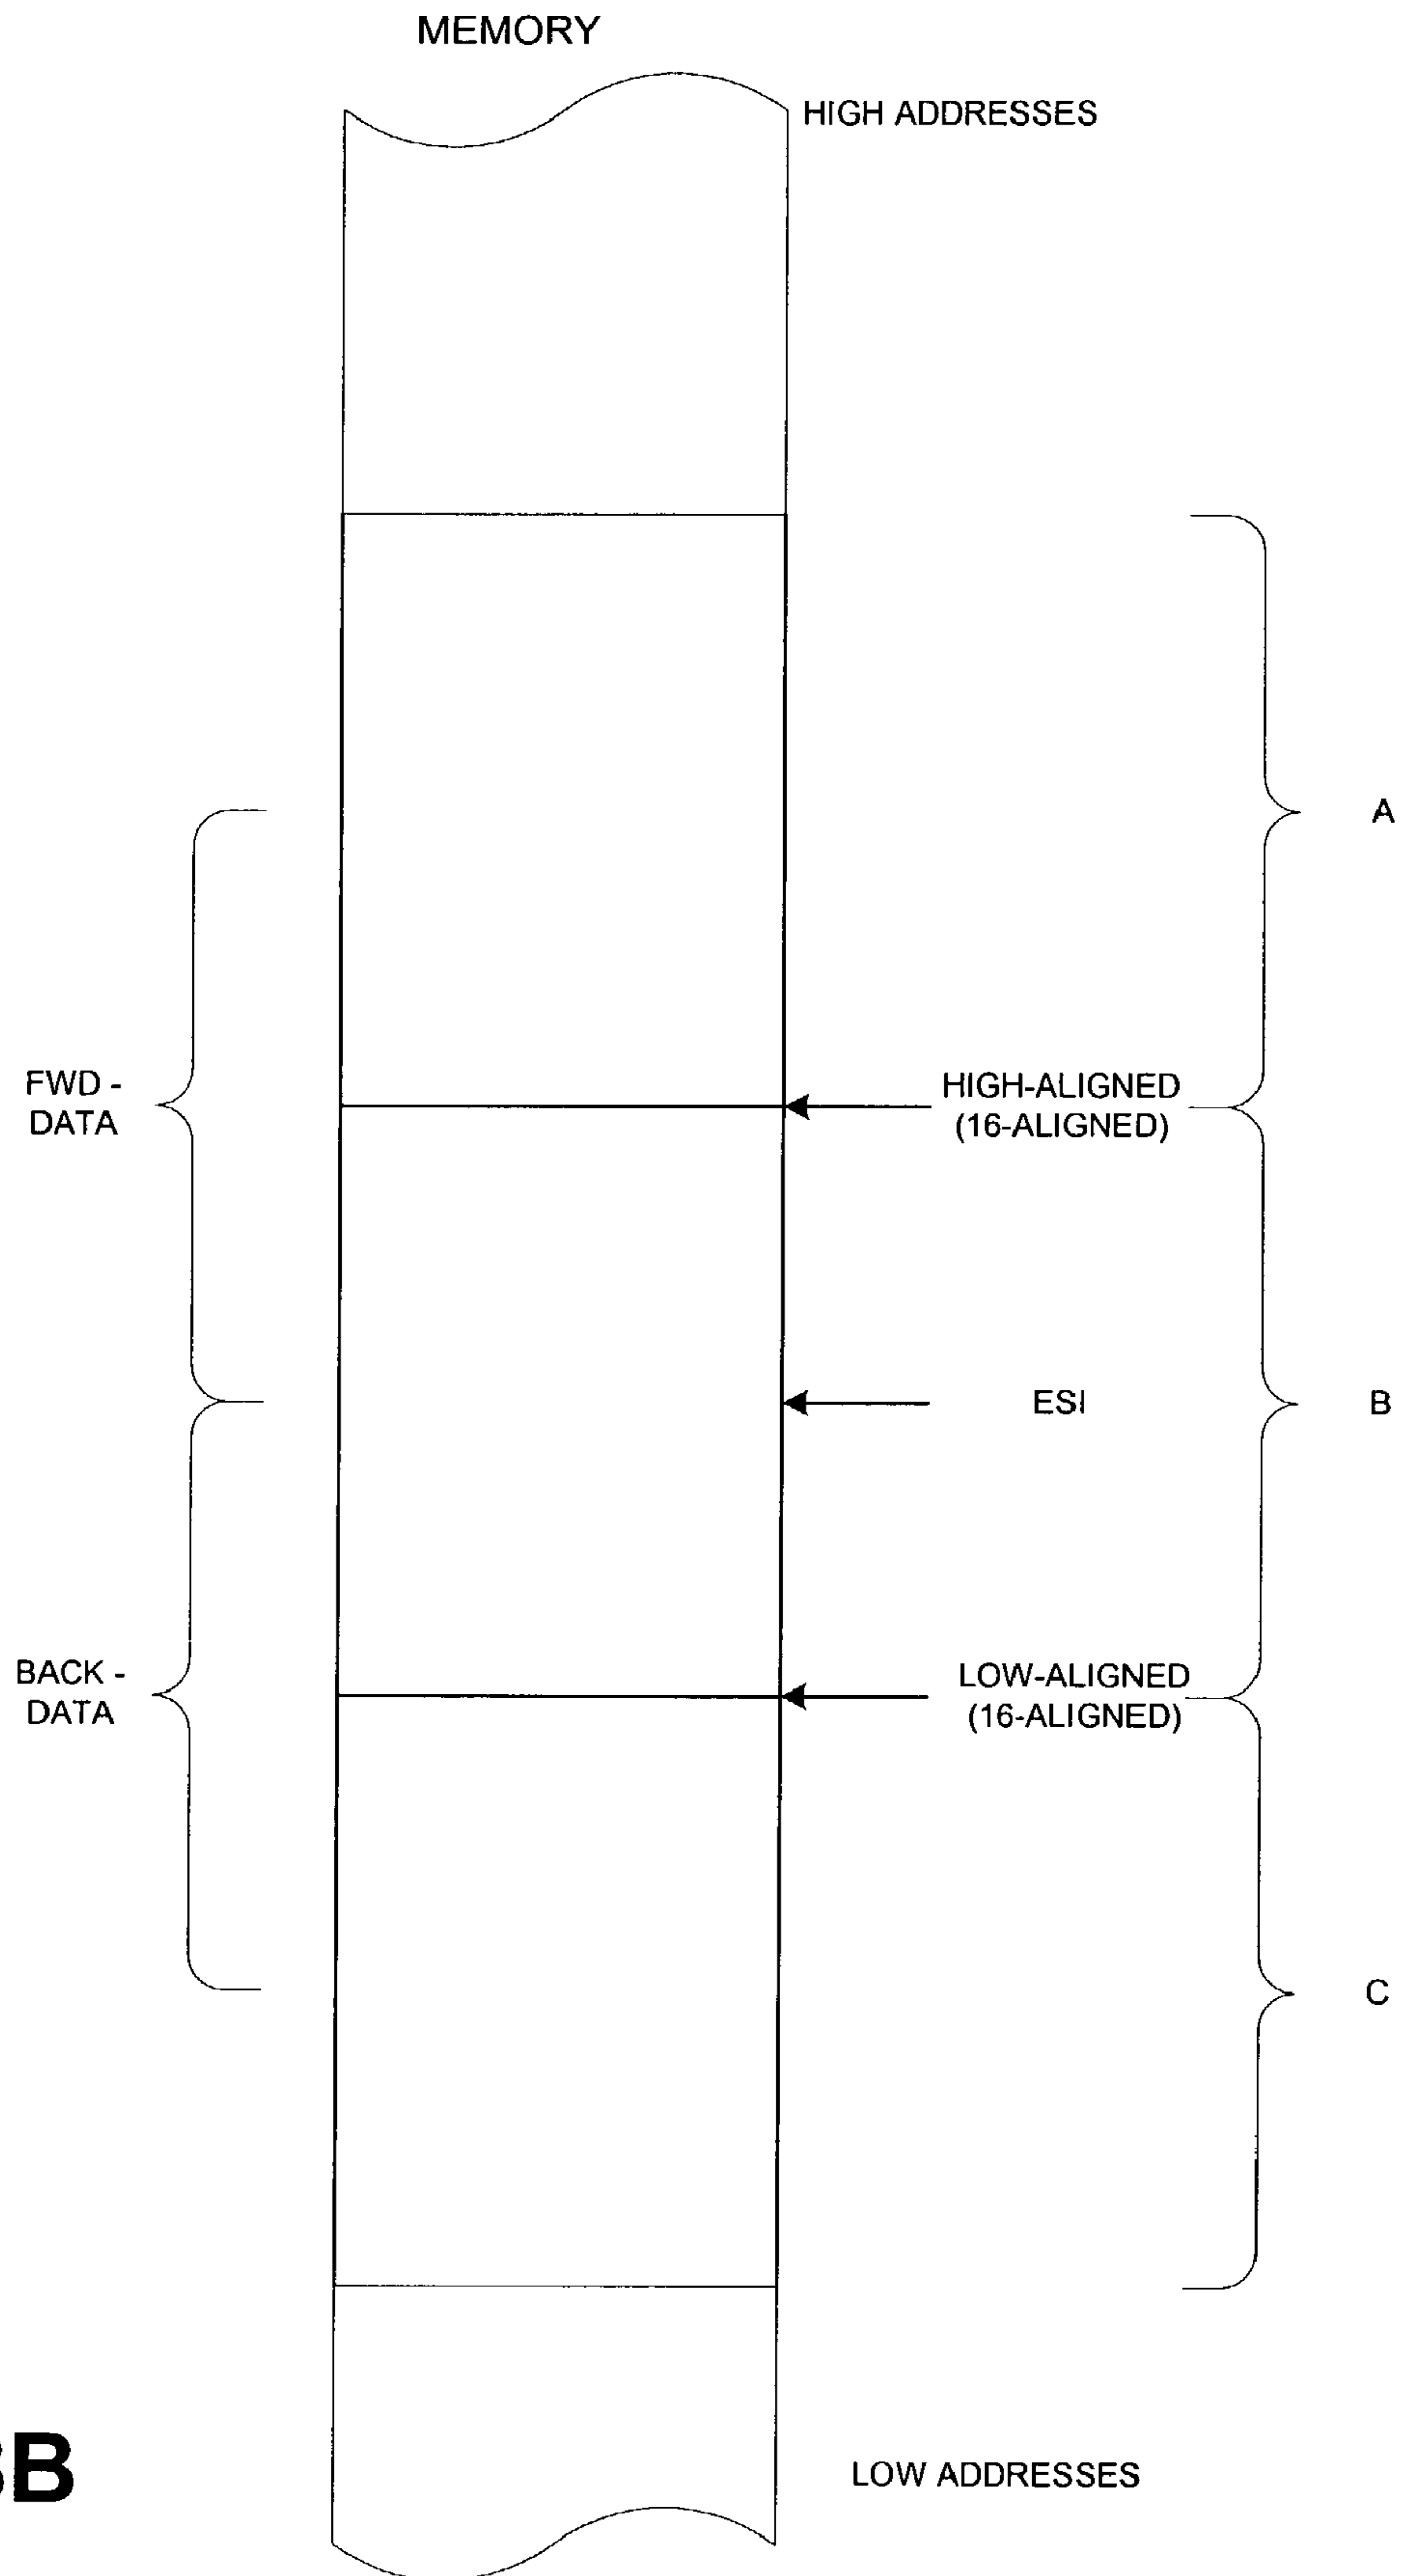 MEMORY
HIGH ADDRESSES
A
FWD -
DATA
HIGH-ALIGNED
(16-ALIGNED)
ESI
B
BACK -
DATA
LOW-ALIGNED
(16-ALIGNED)
C
LOW ADDRESSES